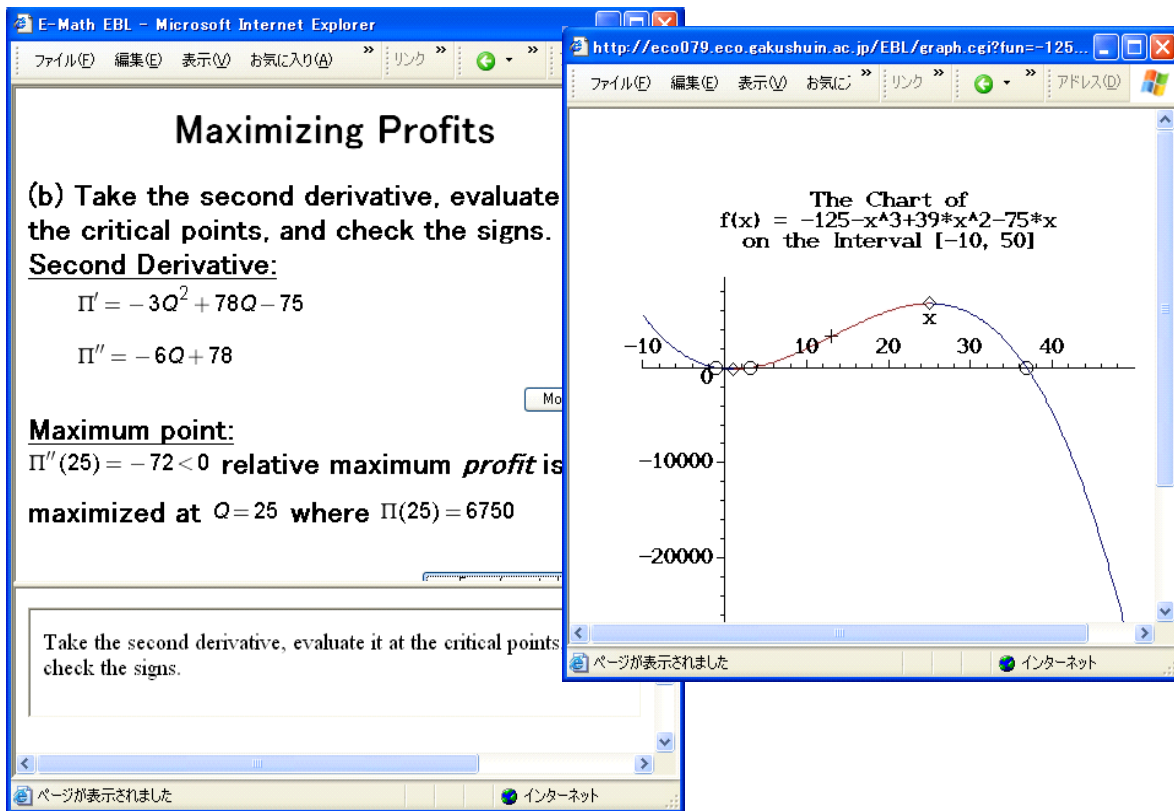 E-Math EBL - Microsoft Internet Explorer
ファイル(F) 編集(E) 表示(V) お気に入り(A) » リンク » »
Maximizing Profits
(b) Take the second derivative, evaluate
the critical points, and check the signs.
Second Derivative:
Π′ = −3Q² + 78Q − 75
Π″ = −6Q + 78
Maximum point:
Π″(25) = −72 < 0 relative maximum profit is
maximized at Q = 25 where Π(25) = 6750
Take the second derivative, evaluate it at the critical points,
check the signs.
ページが表示されました インターネット
http://eco079.eco.gakushuin.ac.jp/EBL/graph.cgi?fun=-125...
ファイル(F) 編集(E) 表示(V) お気に » リンク » » アドレス(D)
The Chart of
f(x) = -125-x^3+39*x^2-75*x
on the Interval [-10, 50]
x
-10 10 20 30 40
0
-10000
-20000
ページが表示されました インターネット